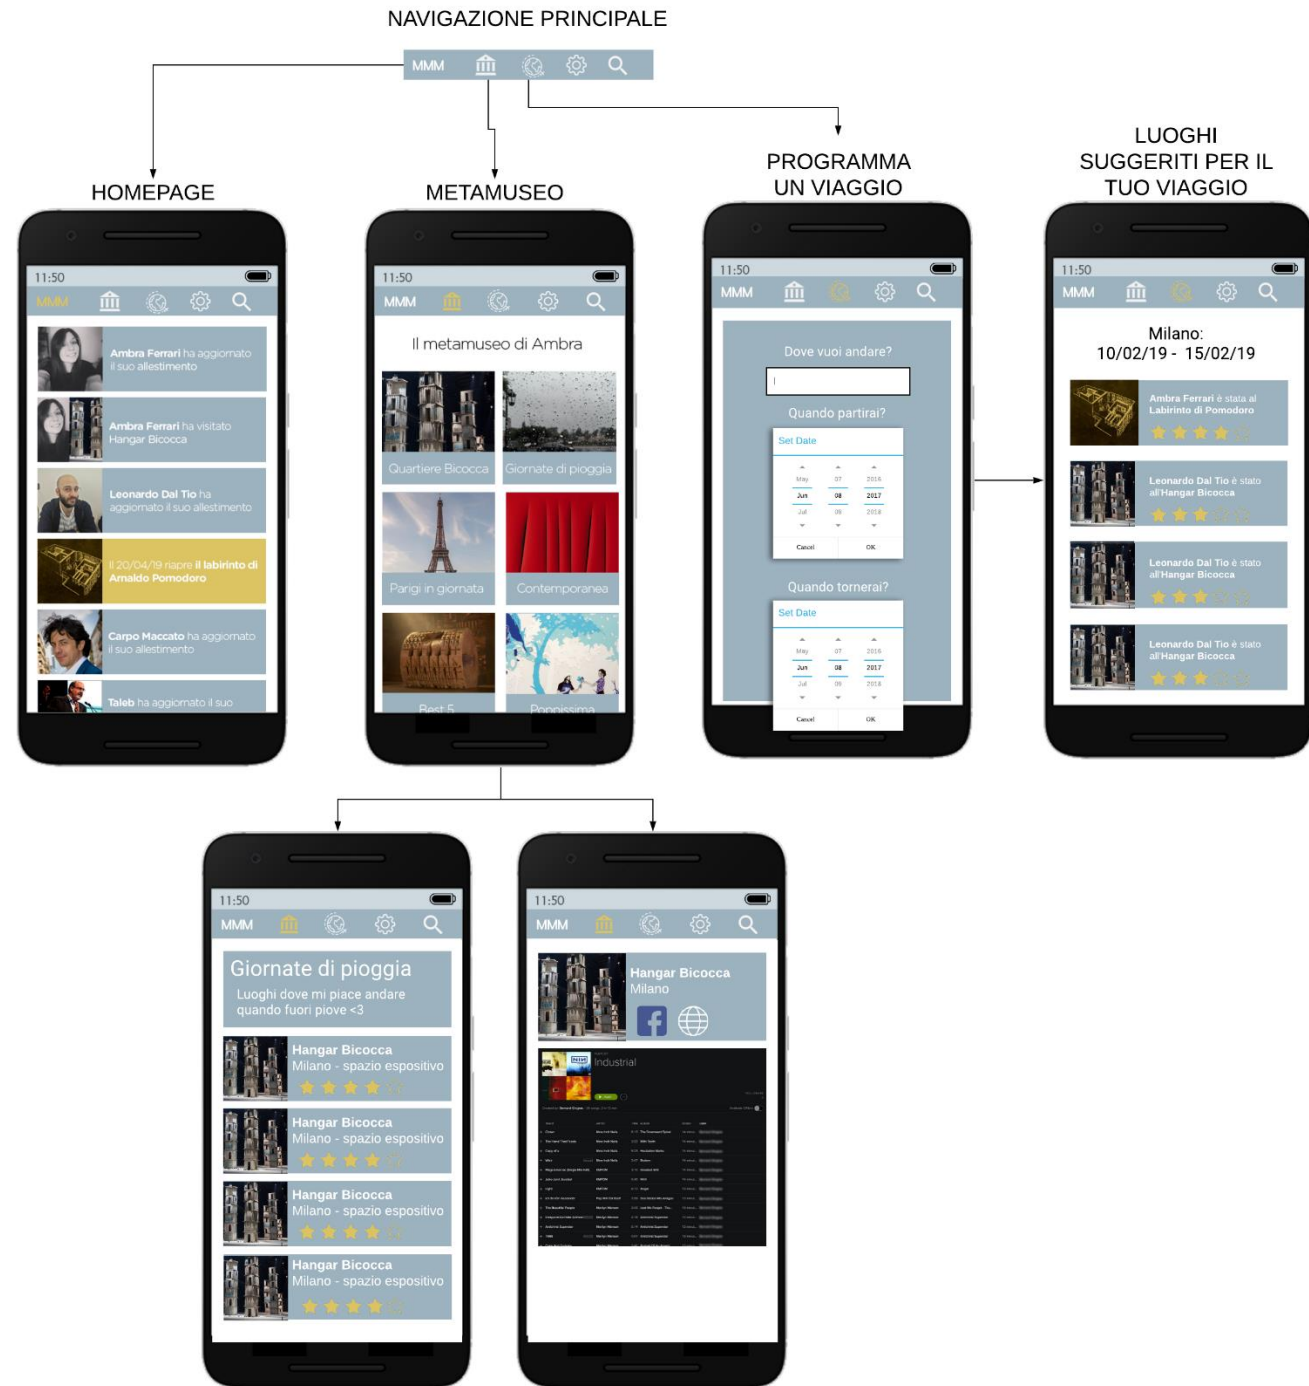 NAVIGAZIONE PRINCIPALE
MMM
HOMEPAGE
11:50
MMM
Ambra Ferrari ha aggiornato
il suo allestimento
Ambra Ferrari ha visitato
Hangar Bicocca
Leonardo Dal Tio ha
aggiornato il suo allestimento
Il 20/04/19 riapre il labirinto di
Arnaldo Pomodoro
Carpo Maccato ha aggiornato
il suo allestimento
Taleb ha aggiornato il suo
METAMUSEO
11:50
MMM
Il metamuseo di Ambra
Quartiere Bicocca
Giornate di pioggia
Parigi in giornata
Contemporanea
Best 5
Poppissima
PROGRAMMA
UN VIAGGIO
11:50
MMM
Dove vuoi andare?
Quando partirai?
Set Date
May 07 2016
Jun 08 2017
Jul 09 2018
Cancel OK
Quando tornerai?
Set Date
May 07 2016
Jun 08 2017
Jul 09 2018
Cancel OK
LUOGHI
SUGGERITI PER IL
TUO VIAGGIO
11:50
MMM
Milano:
10/02/19 - 15/02/19
Ambra Ferrari è stata al
Labirinto di Pomodoro
Leonardo Dal Tio è stato
all'Hangar Bicocca
Leonardo Dal Tio è stato
all'Hangar Bicocca
Leonardo Dal Tio è stato
all'Hangar Bicocca
11:50
MMM
Giornate di pioggia
Luoghi dove mi piace andare
quando fuori piove <3
Hangar Bicocca
Milano - spazio espositivo
Hangar Bicocca
Milano - spazio espositivo
Hangar Bicocca
Milano - spazio espositivo
Hangar Bicocca
Milano - spazio espositivo
11:50
MMM
Hangar Bicocca
Milano
Industrial